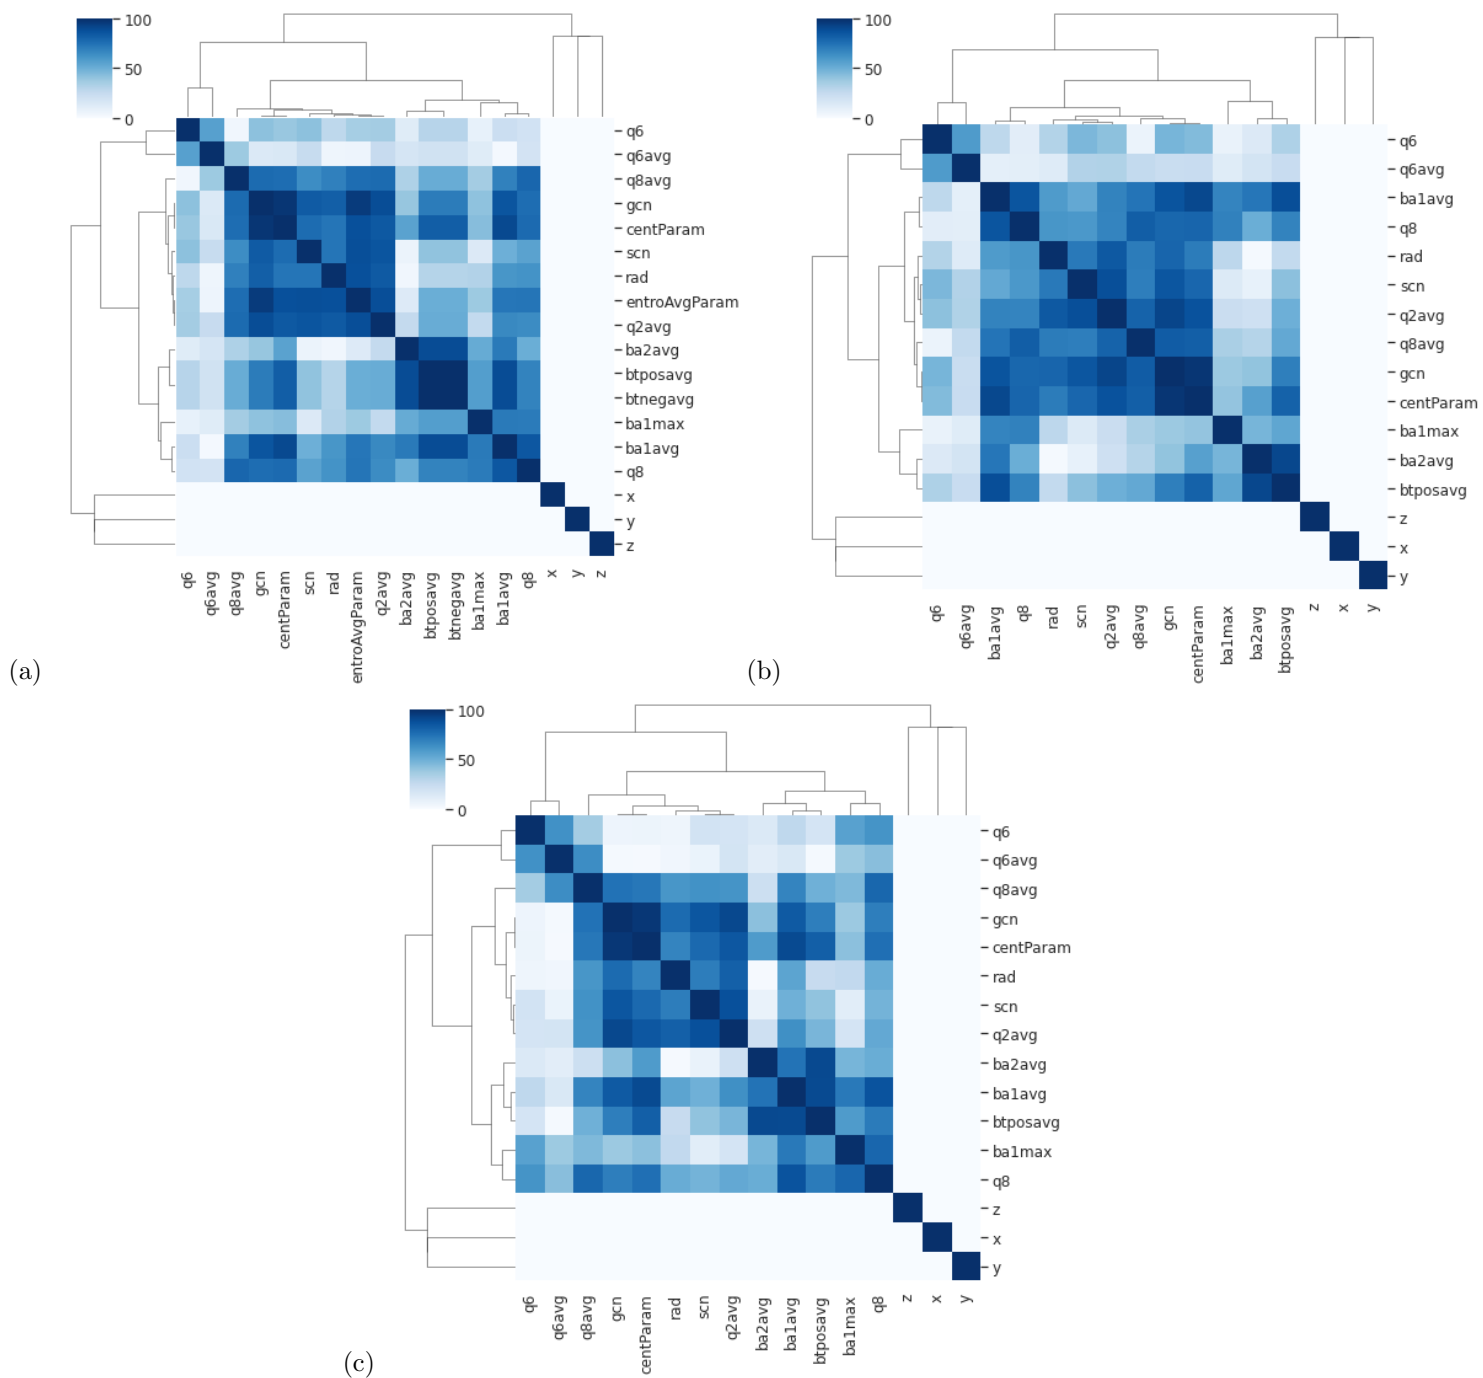 100
50
0
q6
q6avg
q8avg
gcn
centParam
scn
rad
entroAvgParam
q2avg
ba2avg
btposavg
btnegavg
ba1max
ba1avg
q8
x
y
z
q6
q6avg
q8avg
gcn
centParam
scn
rad
entroAvgParam
q2avg
ba2avg
btposavg
btnegavg
ba1max
ba1avg
q8
x
y
z
(a)
100
50
0
q6
q6avg
ba1avg
q8
rad
scn
q2avg
q8avg
gcn
centParam
ba1max
ba2avg
btposavg
z
x
y
q6
q6avg
ba1avg
q8
rad
scn
q2avg
q8avg
gcn
centParam
ba1max
ba2avg
btposavg
z
x
y
(b)
100
50
0
q6
q6avg
q8avg
gcn
centParam
rad
scn
q2avg
ba2avg
ba1avg
btposavg
ba1max
q8
z
x
y
q6
q6avg
q8avg
gcn
centParam
rad
scn
q2avg
ba2avg
ba1avg
btposavg
ba1max
q8
z
x
y
(c)